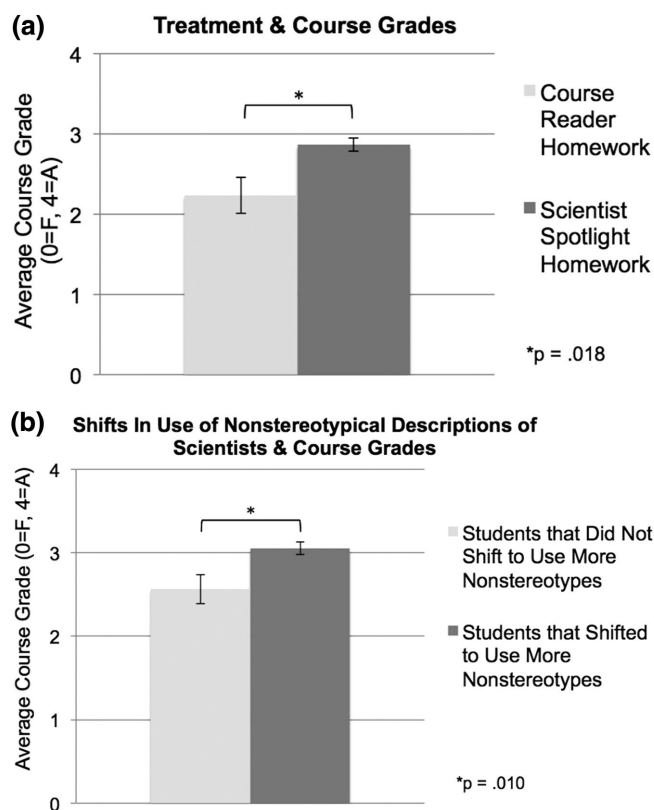 (a)
Treatment & Course Grades
Average Course Grade
(0=F, 4=A)
4
3
2
1
0
*
Course
Reader
Homework
Scientist
Spotlight
Homework
*p = .018
(b)
Shifts In Use of Nonstereotypical Descriptions of
Scientists & Course Grades
Average Course Grade (0=F, 4=A)
4
3
2
1
0
*
Students that Did Not
Shift to Use More
Nonstereotypes
Students that Shifted
to Use More
Nonstereotypes
*p = .010